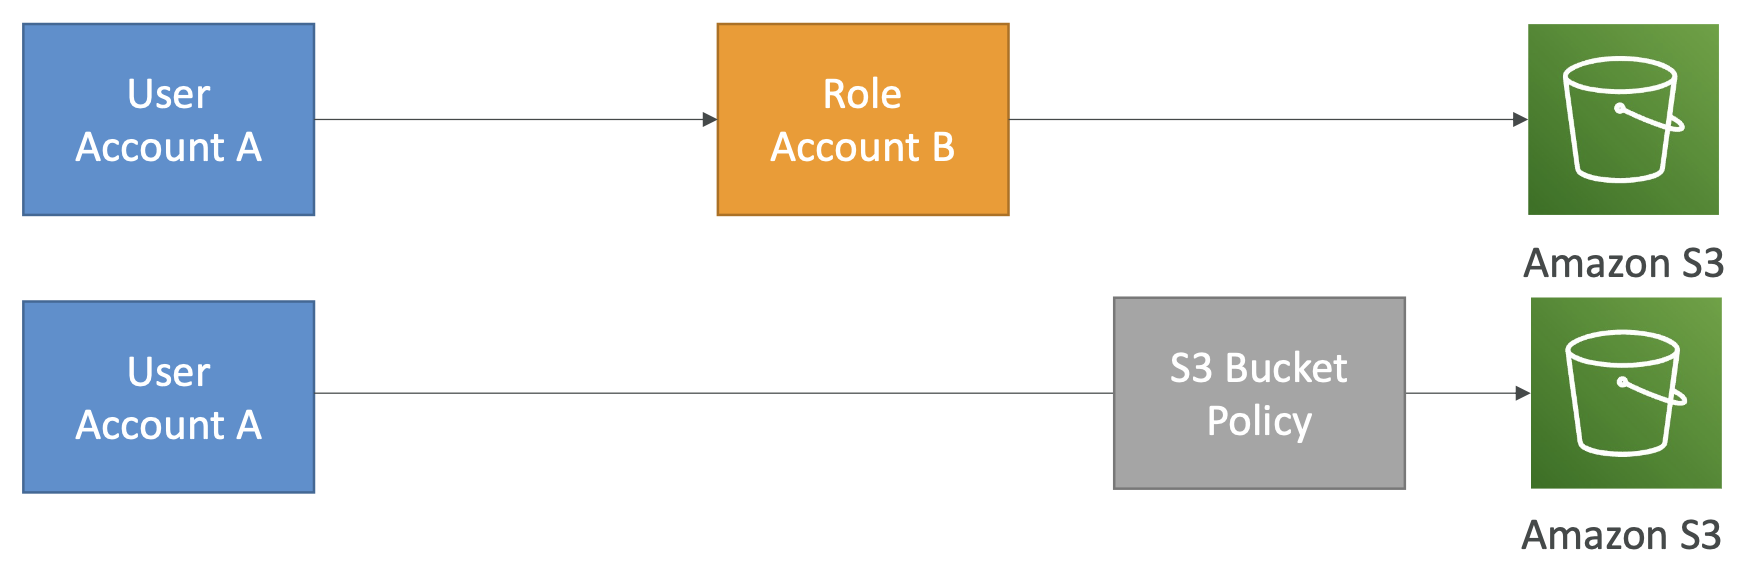 User
Account A
Role
Account B
Amazon S3
User
Account A
S3 Bucket
Policy
Amazon S3